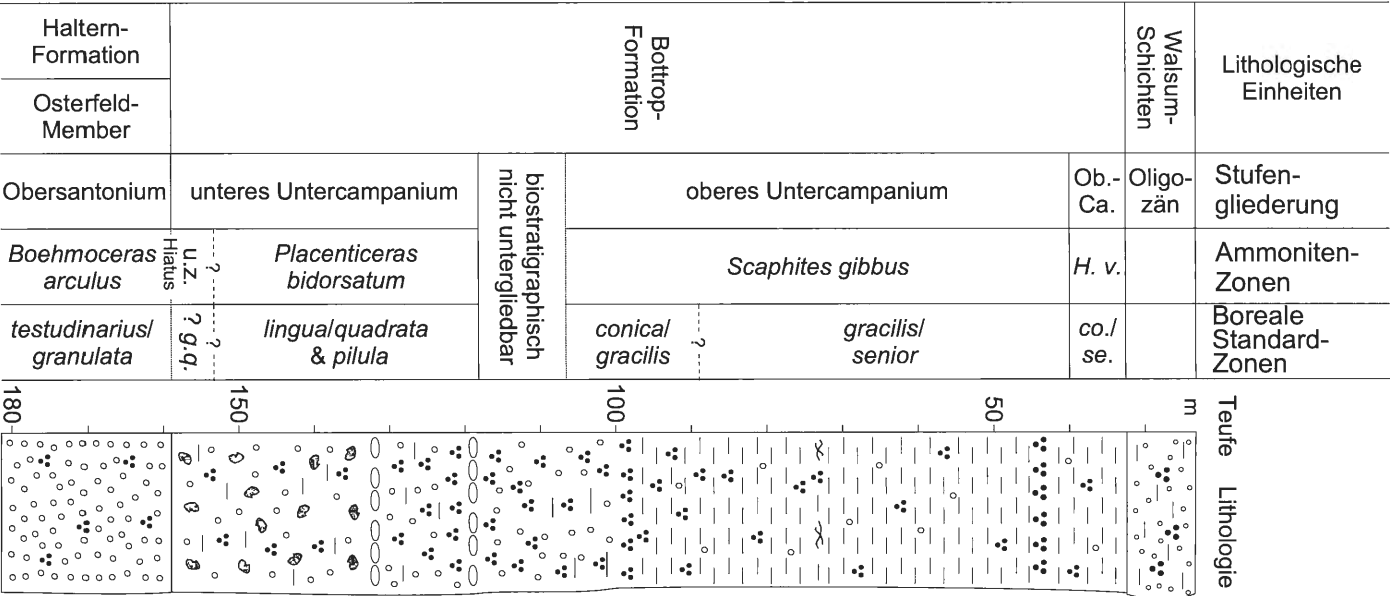 Haltern-
Formation
Osterfeld-
Member
Bottrop-
Formation
Walsum-
Schichten
Lithologische
Einheiten
Obersantonium
unteres Untercampanium
biostratigraphisch
nicht untergliedbar
oberes Untercampanium
Ob.-
Ca.
Oligo-
zän
Stufen-
gliederung
Boehmoceras
arculus
Hiatus
u.z.
?
Placenticeras
bidorsatum
Scaphites gibbus
H. v.
Ammoniten-
Zonen
testudinarius/
granulata
? g.q.
?
lingua/quadrata
& pilula
conica/
gracilis
?
gracilis/
senior
co./
se.
Boreale
Standard-
Zonen
180
150
100
50
m
Teufe
Lithologie